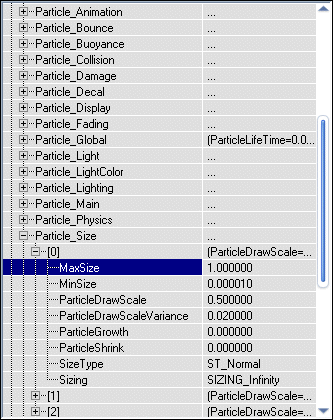 Particle_Animation ...
Particle_Bounce ...
Particle_Buoyance ...
Particle_Collision ...
Particle_Damage ...
Particle_Decal ...
Particle_Display ...
Particle_Fading ...
Particle_Global (ParticleLifeTime=0.0...
Particle_Light ...
Particle_LightColor ...
Particle_Lighting ...
Particle_Main ...
Particle_Physics ...
Particle_Size ...
[0] (ParticleDrawScale=...
MaxSize 1.000000
MinSize 0.000010
ParticleDrawScale 0.500000
ParticleDrawScaleVariance 0.020000
ParticleGrowth 0.000000
ParticleShrink 0.000000
SizeType ST_Normal
Sizing SIZING_Infinity
[1] (ParticleDrawScale=...
[2] (ParticleDrawScale=...